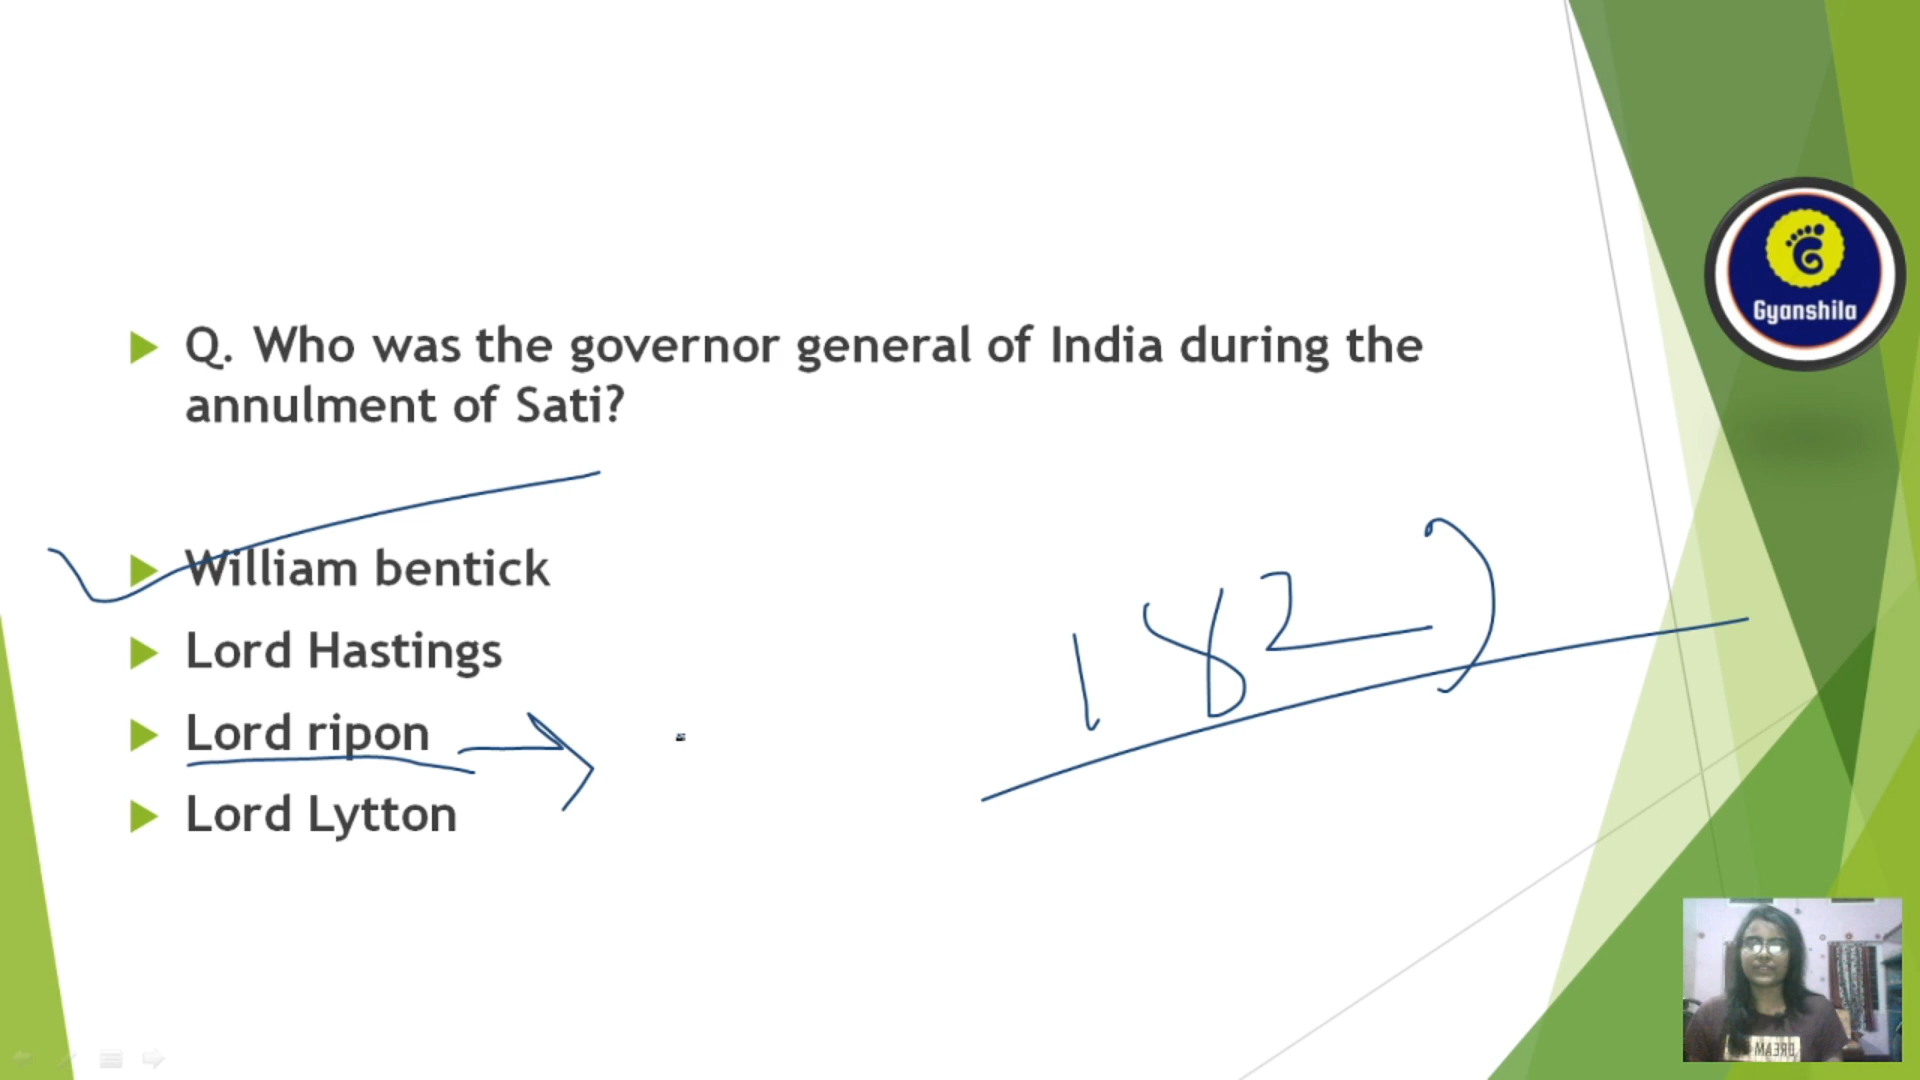 Gyanshila
Q. Who was the governor general of India during the
annulment of Sati?
William bentick
Lord Hastings
Lord ripon
Lord Lytton
DREAM